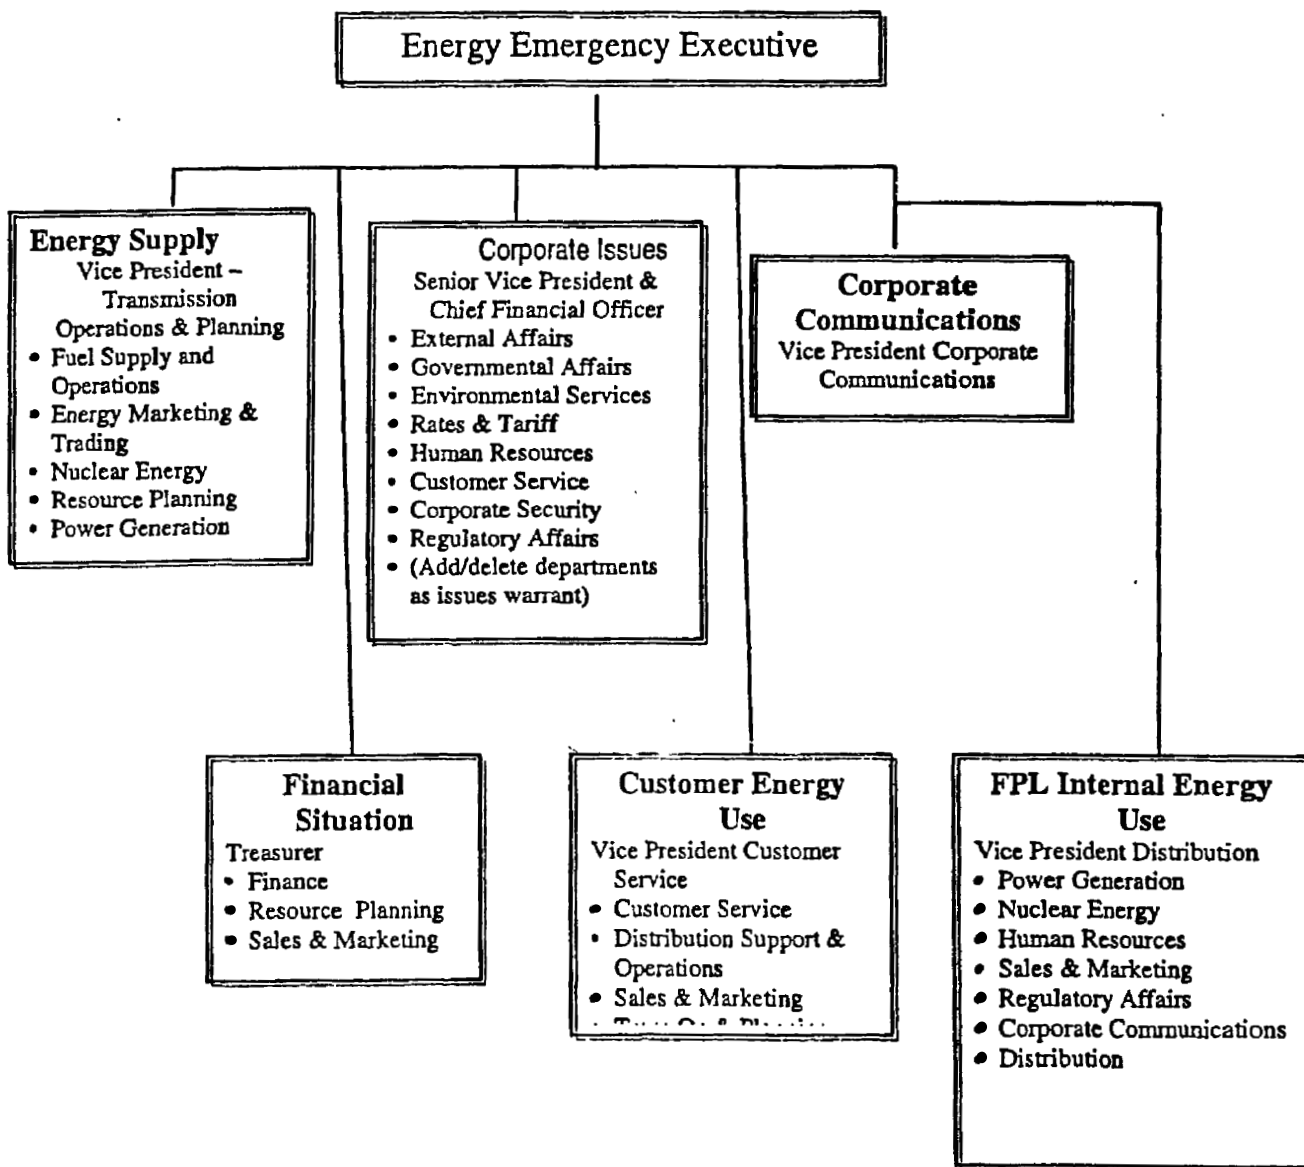 Energy Emergency Executive
Energy Supply
Vice President –
Transmission
Operations & Planning
• Fuel Supply and
Operations
• Energy Marketing &
Trading
• Nuclear Energy
• Resource Planning
• Power Generation
Corporate Issues
Senior Vice President &
Chief Financial Officer
• External Affairs
• Governmental Affairs
• Environmental Services
• Rates & Tariff
• Human Resources
• Customer Service
• Corporate Security
• Regulatory Affairs
• (Add/delete departments
as issues warrant)
Corporate
Communications
Vice President Corporate
Communications
Financial
Situation
Treasurer
• Finance
• Resource Planning
• Sales & Marketing
Customer Energy
Use
Vice President Customer
Service
• Customer Service
• Distribution Support &
Operations
• Sales & Marketing
FPL Internal Energy
Use
Vice President Distribution
• Power Generation
• Nuclear Energy
• Human Resources
• Sales & Marketing
• Regulatory Affairs
• Corporate Communications
• Distribution